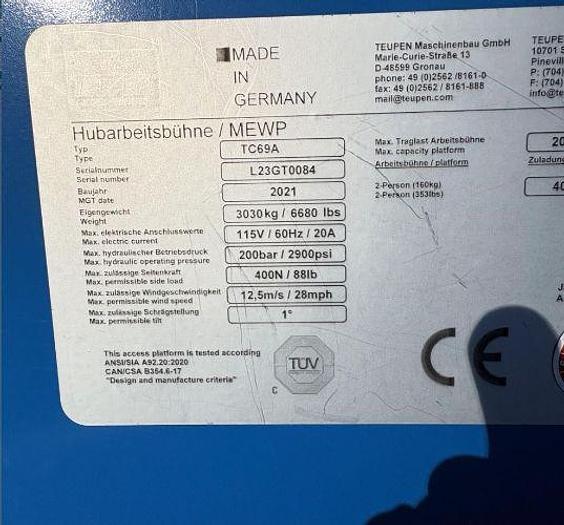 MADE
IN
GERMANY
TEUPEN Maschinenbau GmbH
Marie-Curie-Straße 13
D-48599 Gronau
phone: 49 (0)2562 /8161-0
fax: 49 (0)2562 / 8161-888
mail@teupen.com
TEUPE
10701 S
Pinevil
P: (704)
F: (704)
info@te
Hubarbeitsbühne / MEWP
Typ
Type
TC69A
Serialnummer
Serial number
L23GT0084
Baujahr
MGT date
2021
Eigengewicht
Weight
3030kg / 6680 lbs
Max. elektrische Anschlusswerte
Max. electric current
115V / 60Hz / 20A
Max. hydraulischer Betriebsdruck
Max. hydraulic operating pressure
200bar / 2900psi
Max. zulässige Seitenkraft
Max. permissible side load
400N / 88lb
Max. zulässige Windgeschwindigkeit
Max. permissible wind speed
12,5m/s / 28mph
Max. zulässige Schrägstellung
Max. permissible tilt
1°
Max. Traglast Arbeitsbühne
Max. capacity platform
20
Arbeitsbühne / platform
Zuladung
2-Person (160kg)
2-Person (353lbs)
40
This access platform is tested according
ANSI/SIA A92.20:2020
CAN/CSA B354.6-17
"Design and manufacture criteria"
TÜV
C
CE
J
A